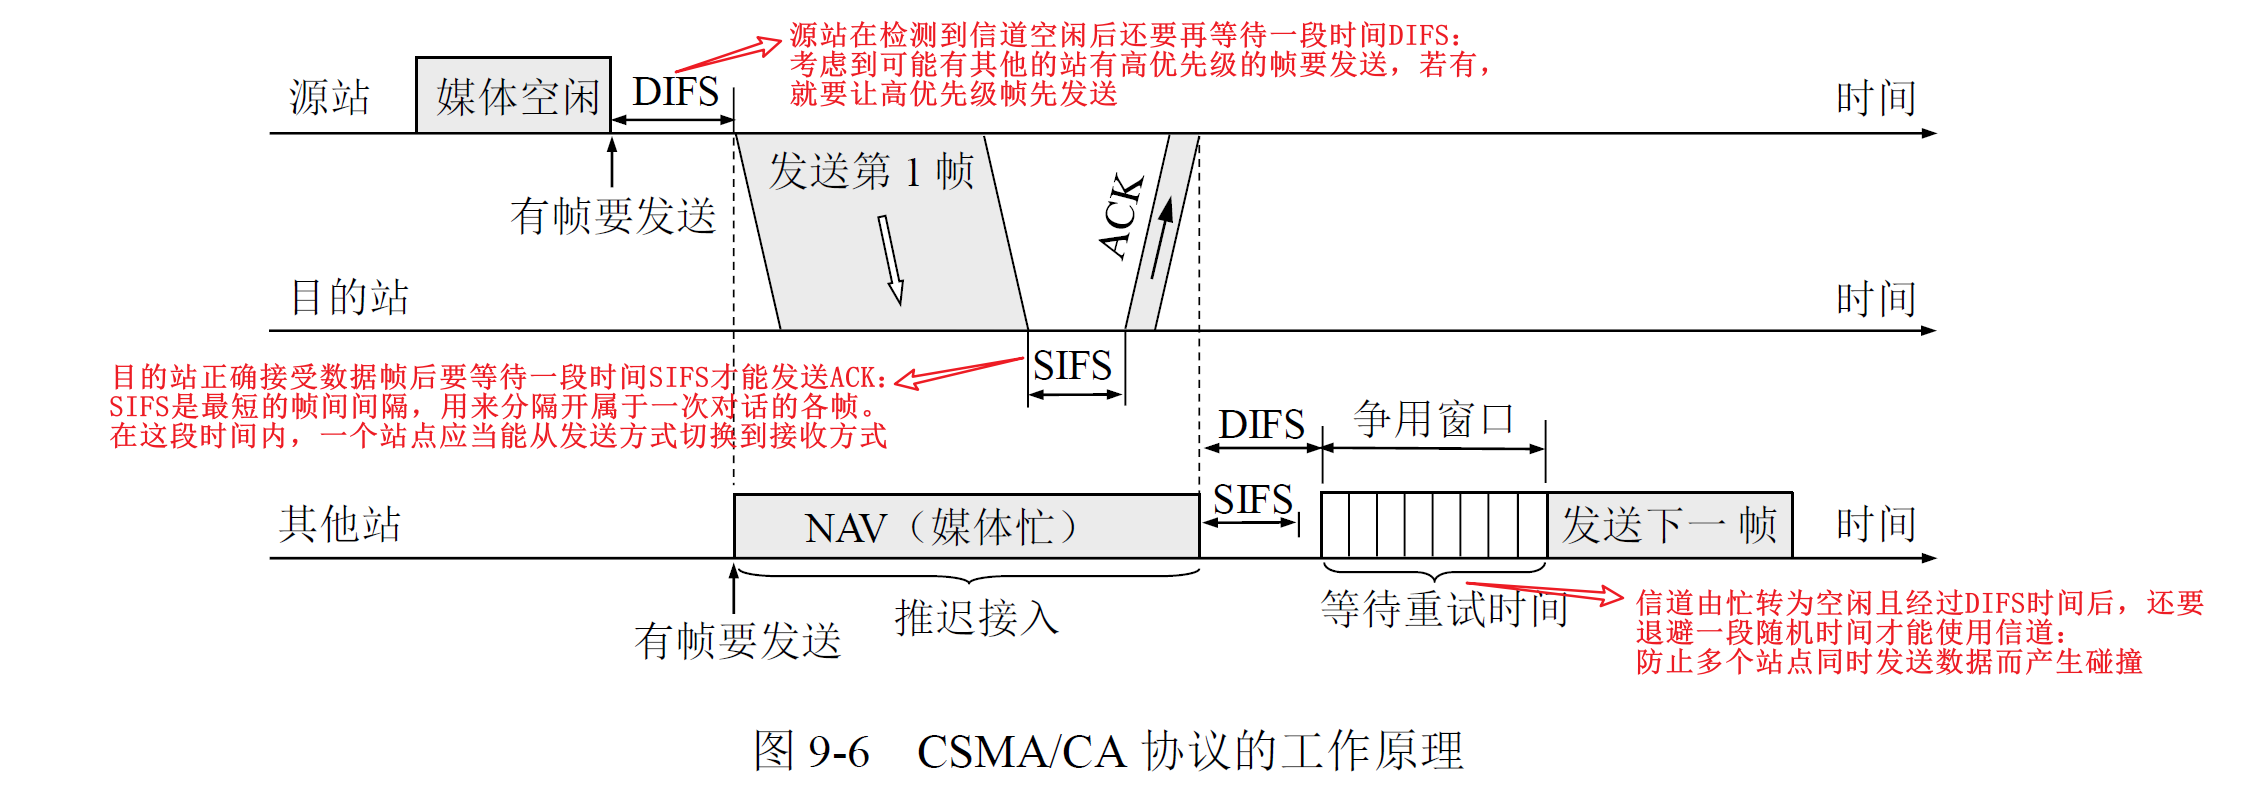 源站在检测到信道空闲后还要再等待一段时间DIFS：
考虑到可能有其他的站有高优先级的帧要发送，若有，
就要让高优先级帧先发送
源站
媒体空闲
DIFS
时间
发送第 1 帧
ACK
有帧要发送
目的站
时间
SIFS
目的站正确接受数据帧后要等待一段时间SIFS才能发送ACK：
SIFS是最短的帧间间隔，用来分隔开属于一次对话的各帧。
在这段时间内，一个站点应当能从发送方式切换到接收方式
DIFS
争用窗口
SIFS
其他站
NAV（媒体忙）
发送下一 帧
时间
推迟接入
等待重试时间
有帧要发送
信道由忙转为空闲且经过DIFS时间后，还要
退避一段随机时间才能使用信道：
防止多个站点同时发送数据而产生碰撞
图 9-6 CSMA/CA 协议的工作原理